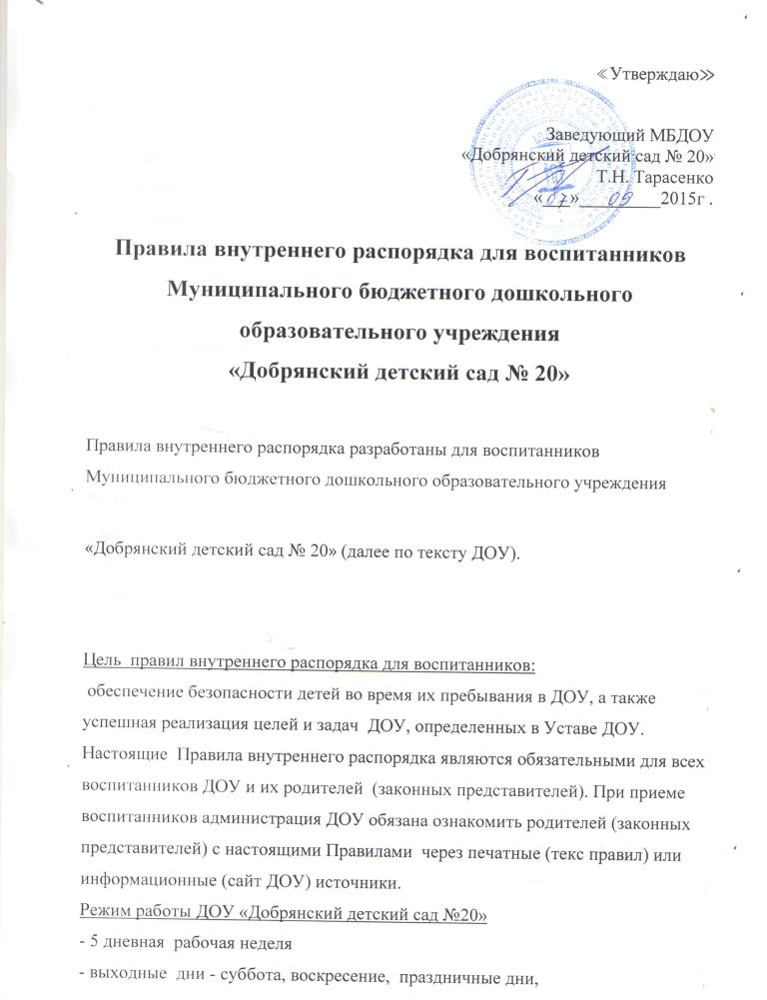 «Утверждаю»
Заведующий МБДОУ
«Добрянский детский сад № 20»
Т.Н. Тарасенко
«07» 09 2015г .
Правила внутреннего распорядка для воспитанников
Муниципального бюджетного дошкольного
образовательного учреждения
«Добрянский детский сад № 20»
Правила внутреннего распорядка разработаны для воспитанников
Муниципального бюджетного дошкольного образовательного учреждения
«Добрянский детский сад № 20» (далее по тексту ДОУ).
Цель  правил внутреннего распорядка для воспитанников:
обеспечение безопасности детей во время их пребывания в ДОУ, а также
успешная реализация целей и задач  ДОУ, определенных в Уставе ДОУ.
Настоящие  Правила внутреннего распорядка являются обязательными для всех
воспитанников ДОУ и их родителей  (законных представителей). При приеме
воспитанников администрация ДОУ обязана ознакомить родителей (законных
представителей) с настоящими Правилами  через печатные (текс правил) или
информационные (сайт ДОУ) источники.
Режим работы ДОУ «Добрянский детский сад №20»
- 5 дневная  рабочая неделя
- выходные  дни - суббота, воскресение,  праздничные дни,